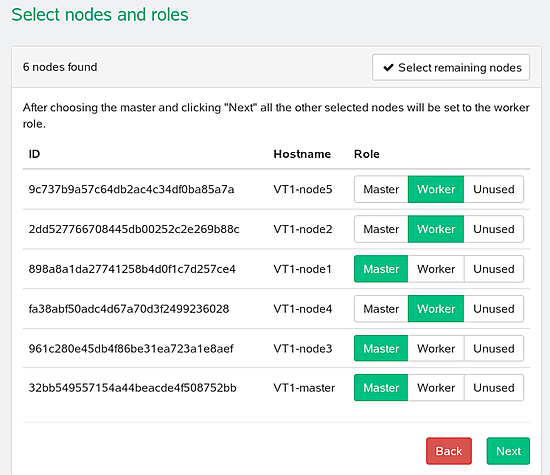 Select nodes and roles
6 nodes found
Select remaining nodes
After choosing the master and clicking "Next" all the other selected nodes will be set to the worker
role.
ID Hostname Role
9c737b9a57c64db2ac4c34df0ba85a7a VT1-node5 Master Worker Unused
2dd527766708445db00252c2e269b88c VT1-node2 Master Worker Unused
898a8a1da27741258b4d0f1c7d257ce4 VT1-node1 Master Worker Unused
fa38abf50adc4d67a70d3f2499236028 VT1-node4 Master Worker Unused
961c280e45db4f86be31ea723a1e8aef VT1-node3 Master Worker Unused
32bb549557154a44beacde4f508752bb VT1-master Master Worker Unused
Back Next